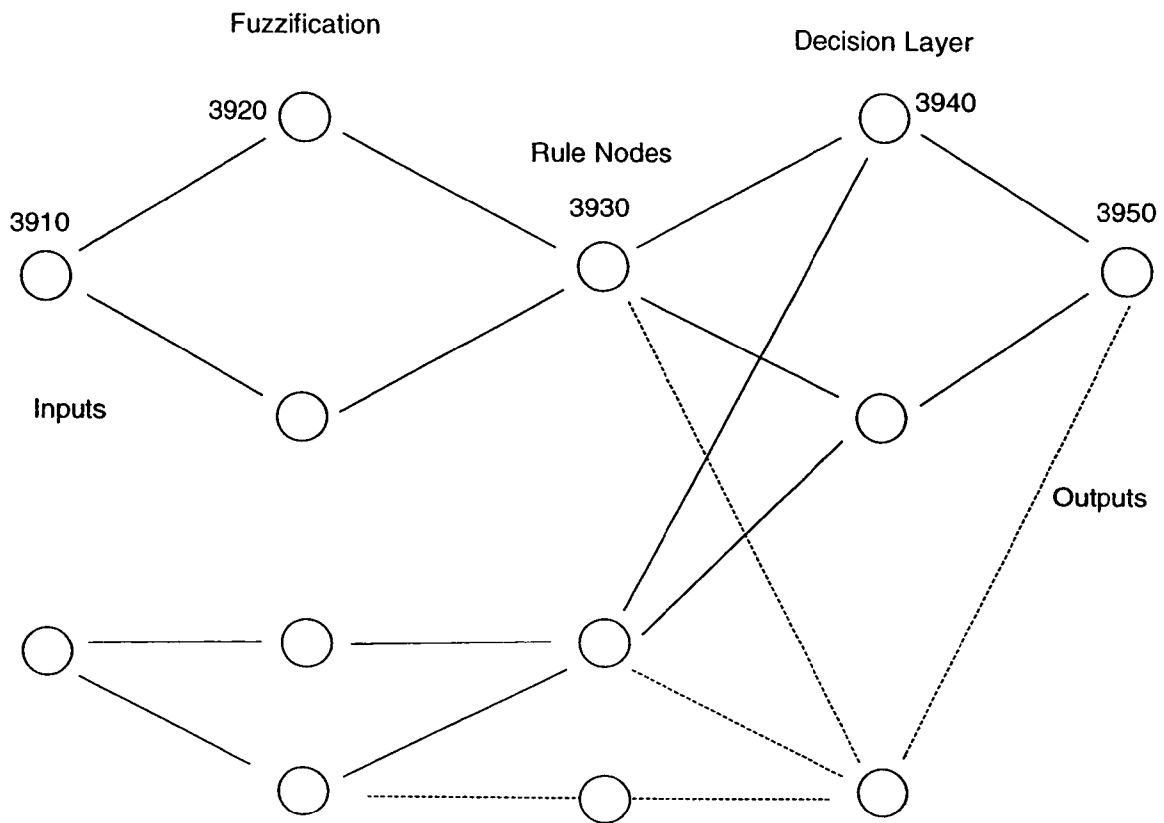 Fuzzification
Decision Layer
3920
3940
Rule Nodes
3910
3930
3950
Inputs
Outputs